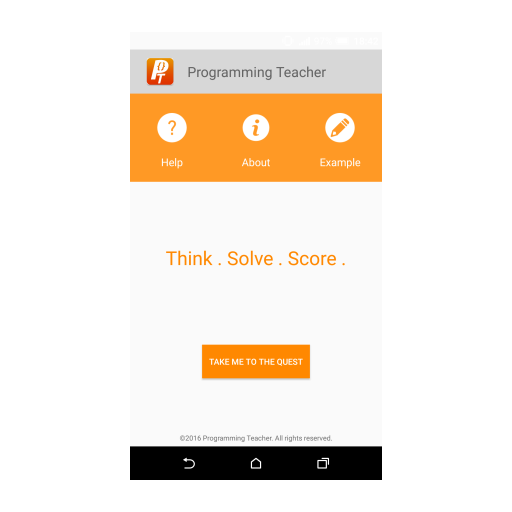 Programming Teacher
Help
About
Example
Think . Solve . Score .
TAKE ME TO THE QUEST
©2016 Programming Teacher. All rights reserved.